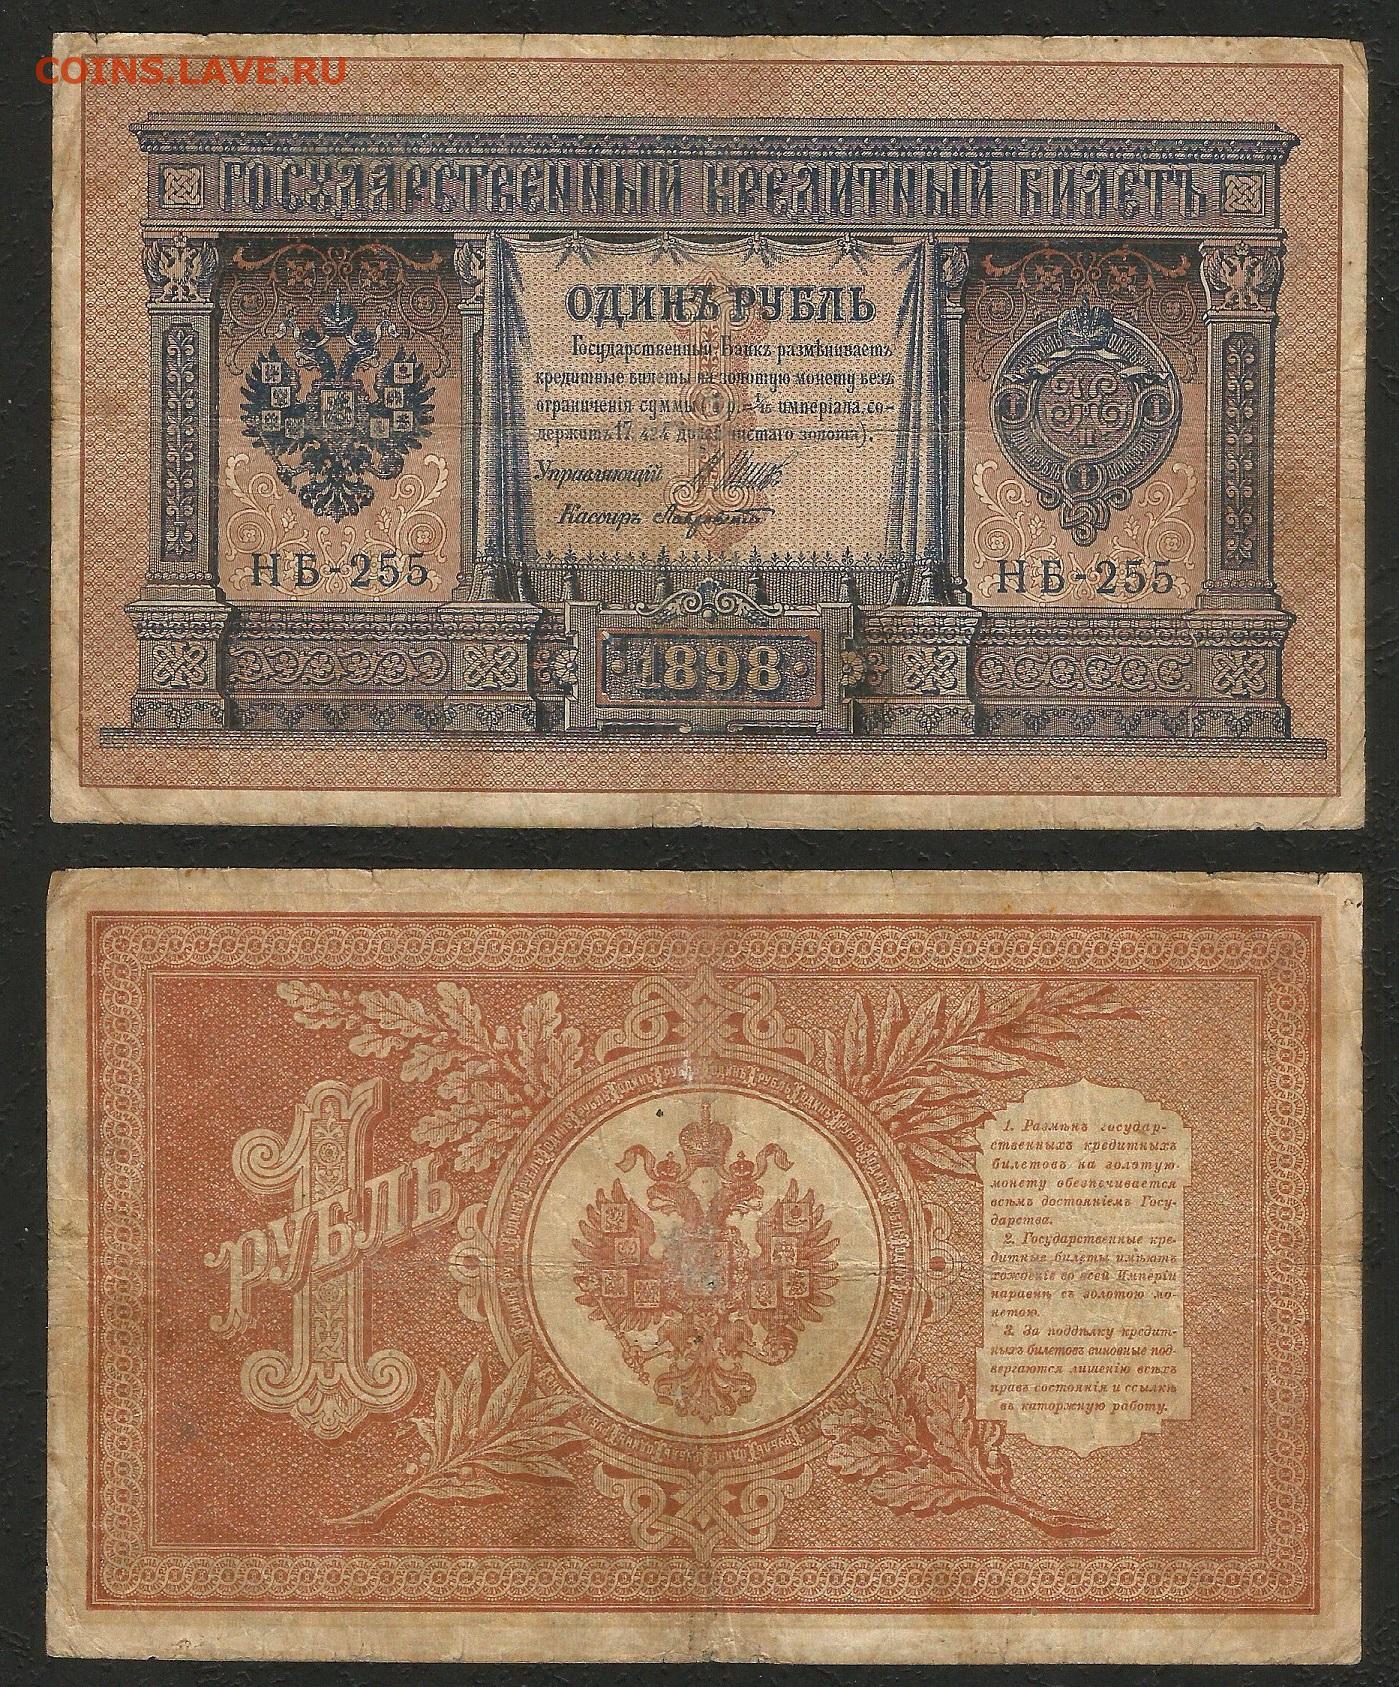 COINS.LAVE.RU
ГОСУДАРСТВЕННЫЙ КРЕДИТНЫЙ БИЛЕТЪ
ОДИНЪ РУБЛЬ
Государственный Банкъ размѣниваетъ
кредитные билеты на золотую монету безъ
ограниченія суммы (1 р. = 1/15 имперіала, со-
держитъ 17,424 долей чистаго золота).
Управляющій
Кассиръ
НБ-255 НБ-255
1898
1
РУБЛЬ
1. Размѣнъ государ-
ственныхъ кредитныхъ
билетовъ на золотую
монету обезпечивается
всѣмъ достояніемъ Госу-
дарства.
2. Государственные кре-
дитные билеты имѣютъ
хожденіе во всей Имперіи
наравнѣ съ золотою мо-
нетою.
3. За поддѣлку кредит-
ныхъ билетовъ виновные под-
вергаются лишенію всѣхъ
правъ состоянія и ссылкѣ
въ каторжную работу.